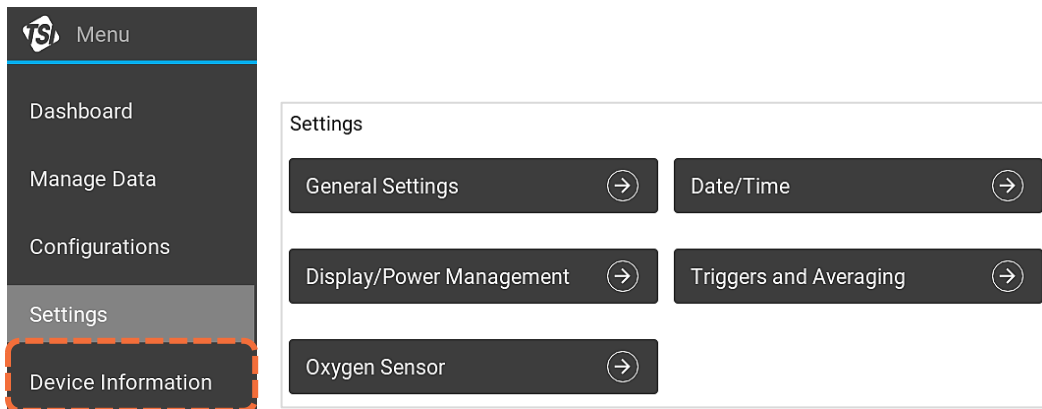 TSI Menu
Dashboard
Manage Data
Configurations
Settings
Device Information
Settings
General Settings
Date/Time
Display/Power Management
Triggers and Averaging
Oxygen Sensor